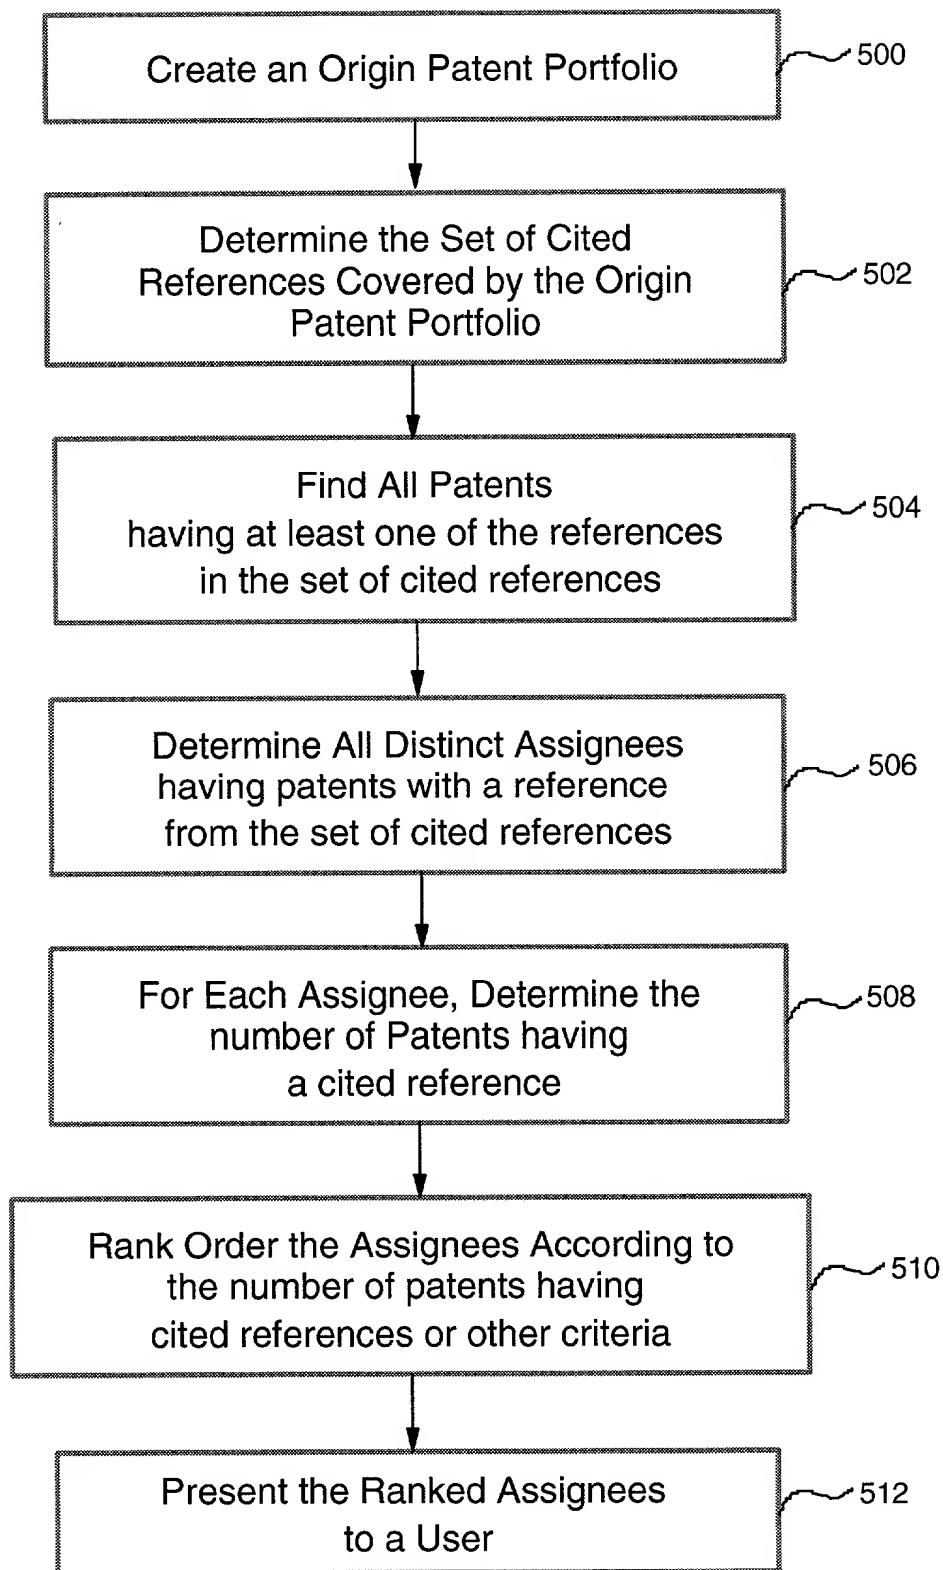 Create an Origin Patent Portfolio
500
Determine the Set of Cited
References Covered by the Origin
Patent Portfolio
502
Find All Patents
having at least one of the references
in the set of cited references
504
Determine All Distinct Assignees
having patents with a reference
from the set of cited references
506
For Each Assignee, Determine the
number of Patents having
a cited reference
508
Rank Order the Assignees According to
the number of patents having
cited references or other criteria
510
Present the Ranked Assignees
to a User
512